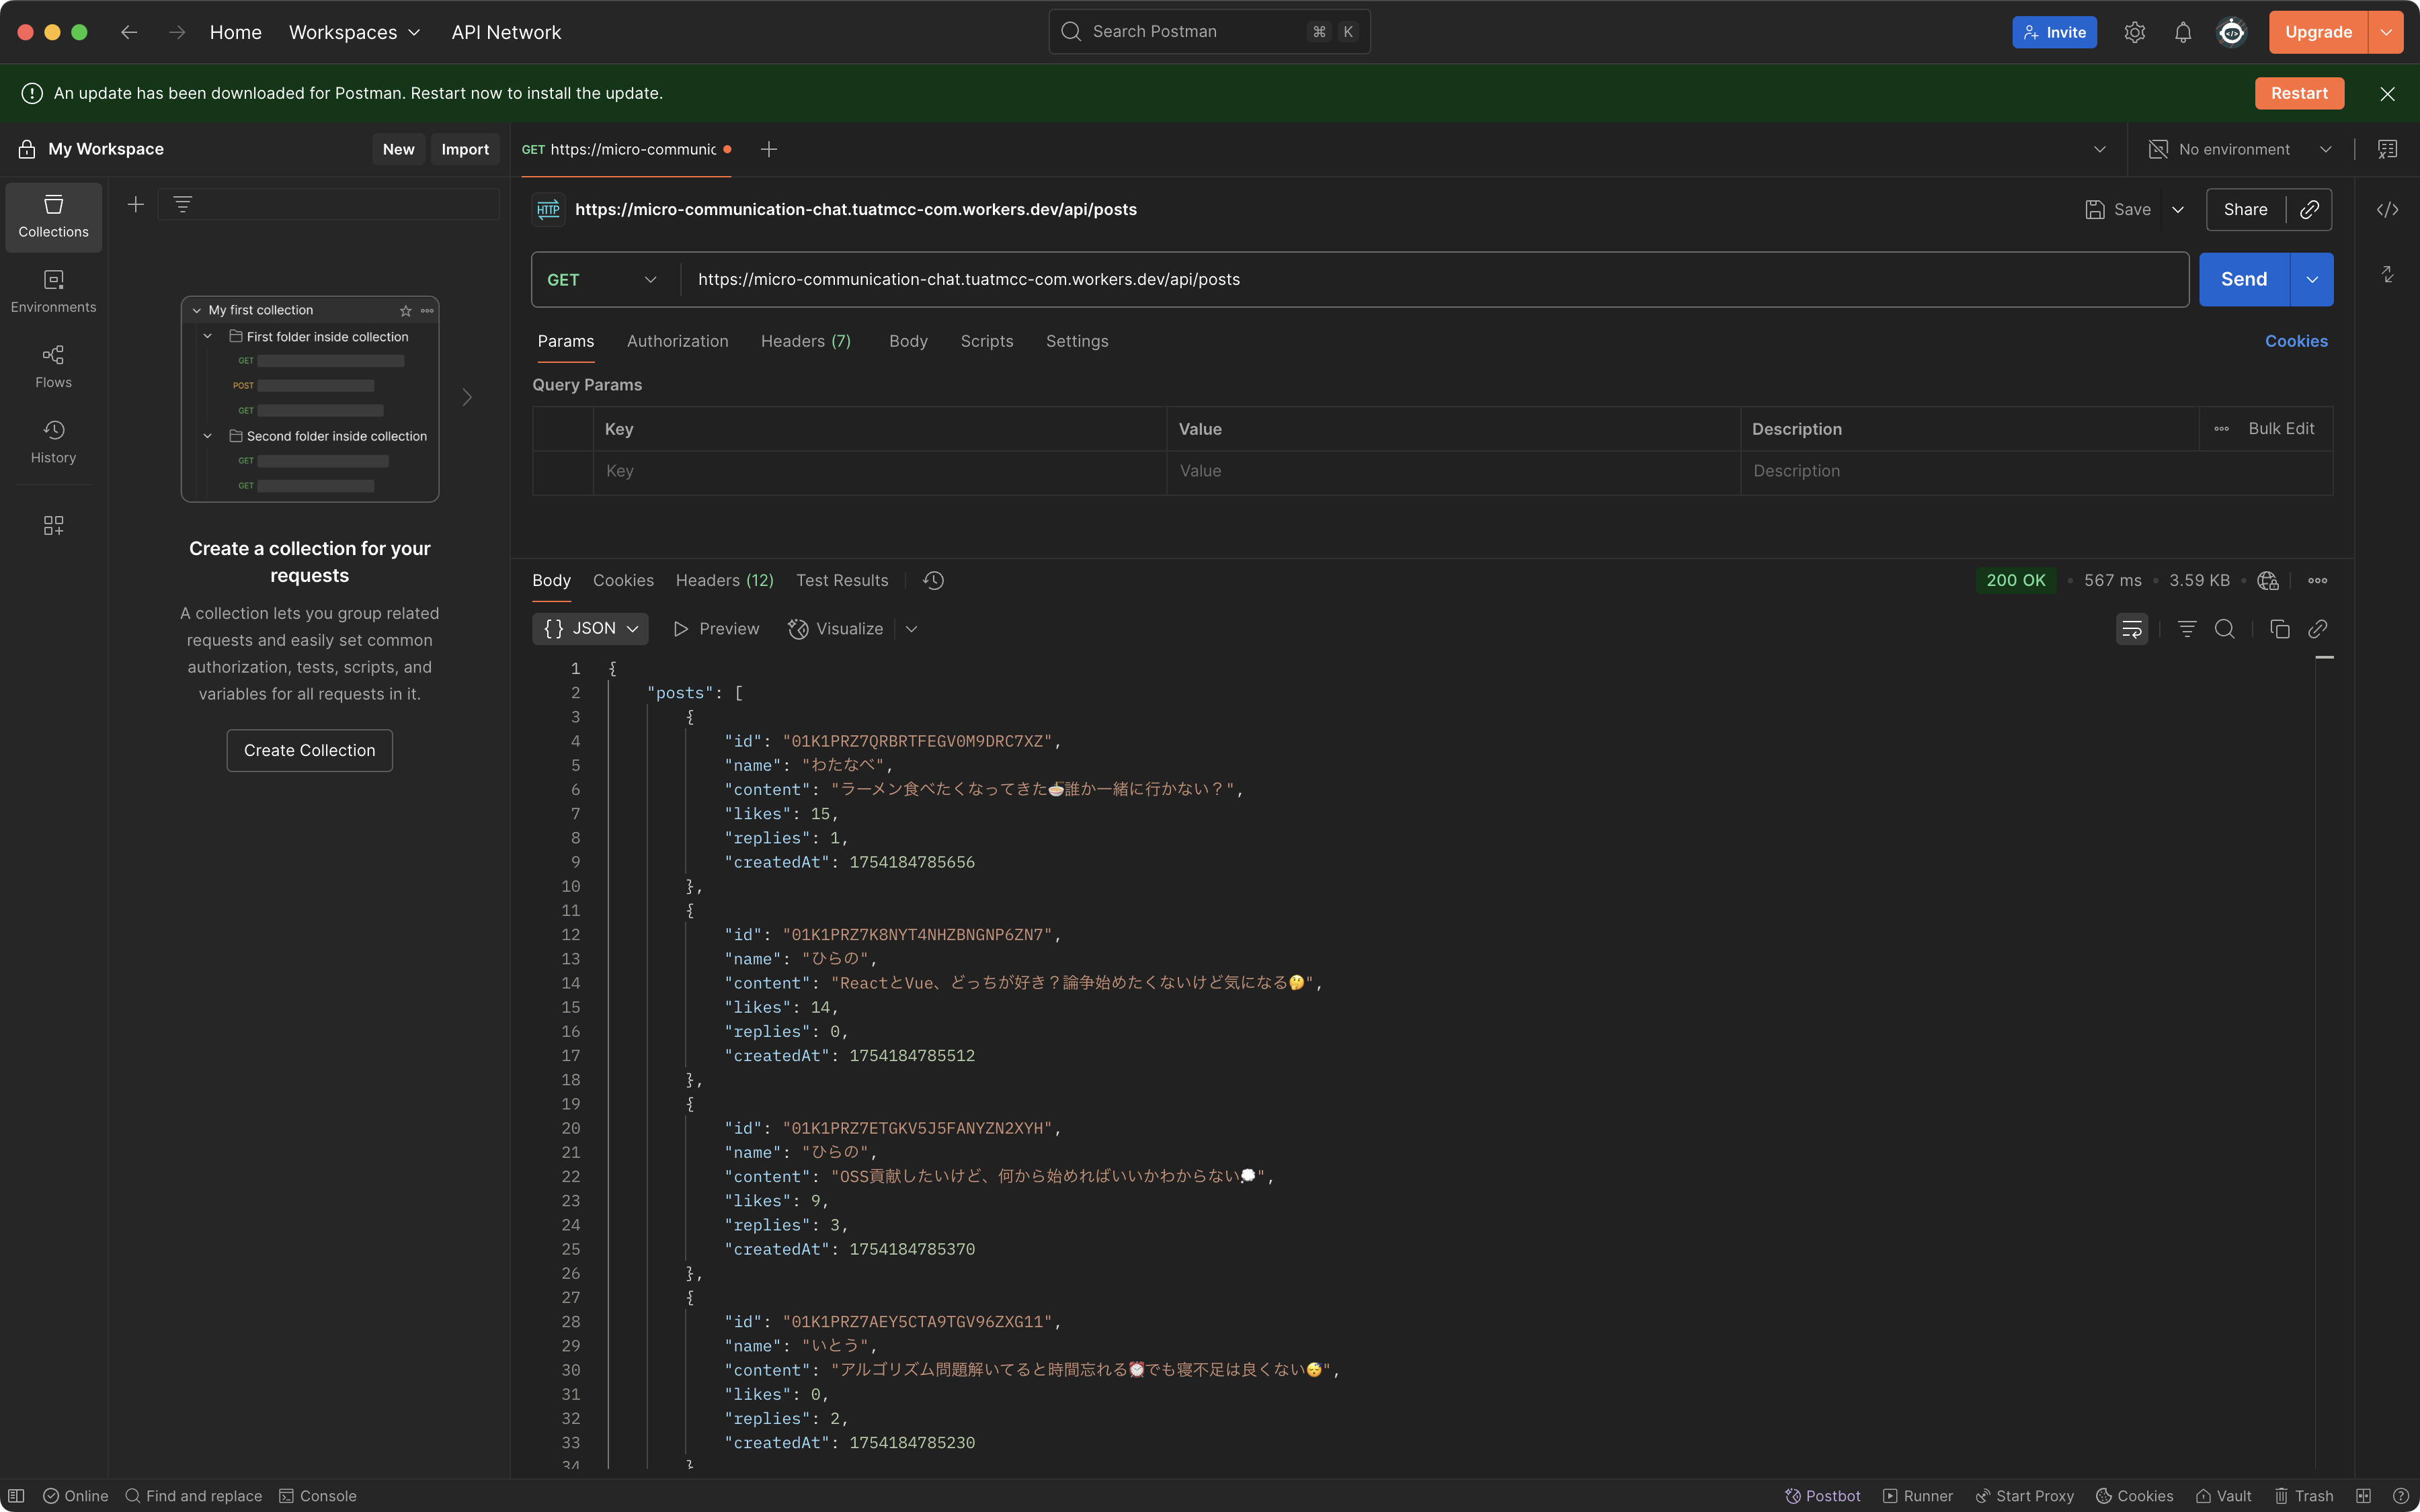 Home Workspaces API Network Search Postman ⌘ K Invite Upgrade
An update has been downloaded for Postman. Restart now to install the update. Restart
My Workspace New Import GET https://micro-communic No environment
Collections
Environments
Flows
History
My first collection
First folder inside collection
GET
POST
GET
Second folder inside collection
GET
GET
Create a collection for your
requests
A collection lets you group related
requests and easily set common
authorization, tests, scripts, and
variables for all requests in it.
Create Collection
HTTP https://micro-communication-chat.tuatmcc-com.workers.dev/api/posts Save Share
GET https://micro-communication-chat.tuatmcc-com.workers.dev/api/posts Send
Params Authorization Headers (7) Body Scripts Settings Cookies
Query Params
Key Value Description Bulk Edit
Key Value Description
Body Cookies Headers (12) Test Results 200 OK 567 ms 3.59 KB
{} JSON Preview Visualize
1 {
2 "posts": [
3 {
4 "id": "01K1PRZ7QRBRTFEGV0M9DRC7XZ",
5 "name": "わたなべ",
6 "content": "ラーメン食べたくなってきた🍜誰か一緒に行かない？",
7 "likes": 15,
8 "replies": 1,
9 "createdAt": 1754184785656
10 },
11 {
12 "id": "01K1PRZ7K8NYT4NHZBNGNP6ZN7",
13 "name": "ひらの",
14 "content": "ReactとVue、どっちが好き？論争始めたくないけど気になる🤔",
15 "likes": 14,
16 "replies": 0,
17 "createdAt": 1754184785512
18 },
19 {
20 "id": "01K1PRZ7ETGKV5J5FANYZN2XYH",
21 "name": "ひらの",
22 "content": "OSS貢献したいけど、何から始めればいいかわからない💭",
23 "likes": 9,
24 "replies": 3,
25 "createdAt": 1754184785370
26 },
27 {
28 "id": "01K1PRZ7AEY5CTA9TGV96ZXG11",
29 "name": "いとう",
30 "content": "アルゴリズム問題解いてると時間忘れる⏰でも寝不足は良くない😴",
31 "likes": 0,
32 "replies": 2,
33 "createdAt": 1754184785230
34 }
Online Find and replace Console Postbot Runner Start Proxy Cookies Vault Trash